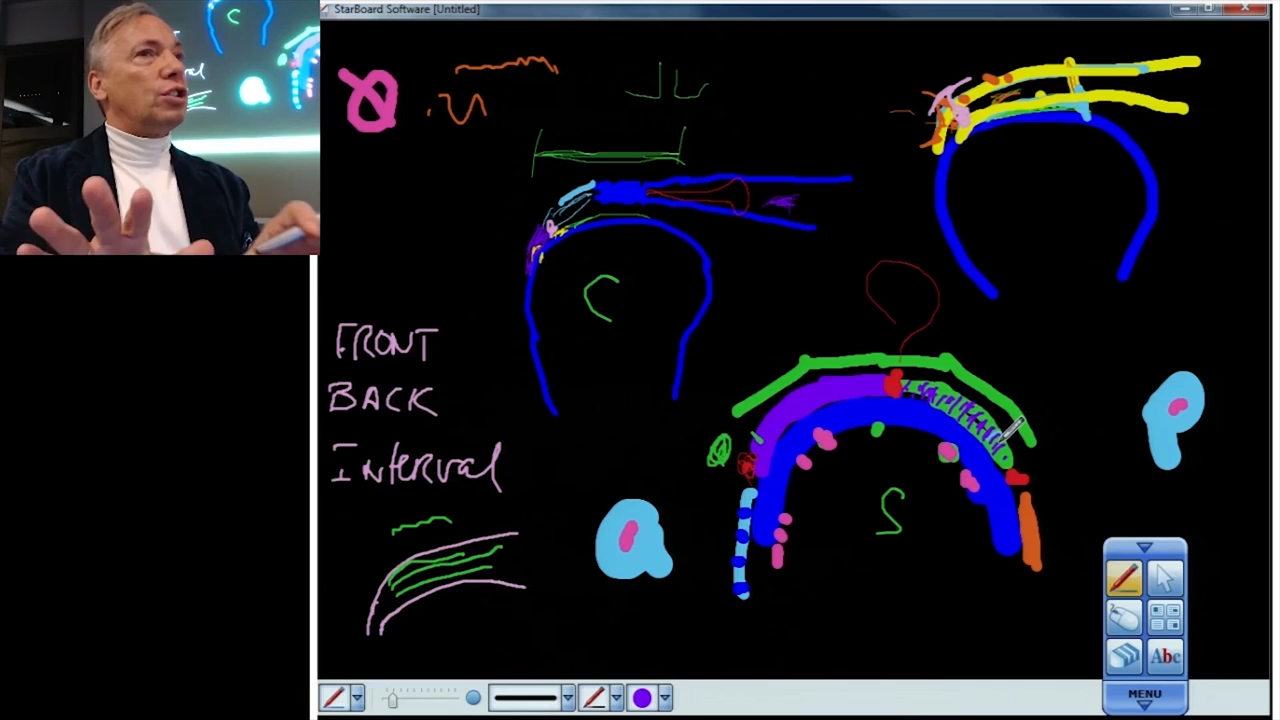 StarBoard Software [Untitled]
C
FRONT
BACK
INTERVAL
C
S
Abc
MENU